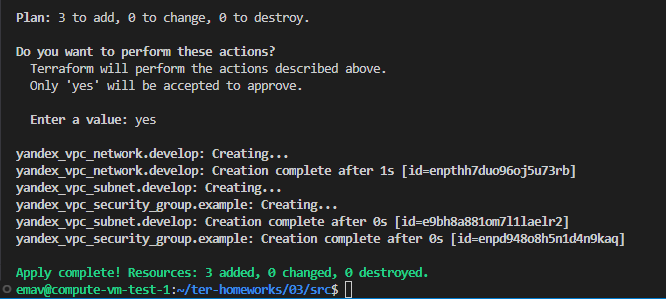 Plan: 3 to add, 0 to change, 0 to destroy.
Do you want to perform these actions?
Terraform will perform the actions described above.
Only 'yes' will be accepted to approve.
Enter a value: yes
yandex_vpc_network.develop: Creating...
yandex_vpc_network.develop: Creation complete after 1s [id=enpthh7duo96oj5u73rb]
yandex_vpc_subnet.develop: Creating...
yandex_vpc_security_group.example: Creating...
yandex_vpc_subnet.develop: Creation complete after 0s [id=e9bh8a881om7l1laelr2]
yandex_vpc_security_group.example: Creation complete after 0s [id=enpd948o8h5n1d4n9kaq]
Apply complete! Resources: 3 added, 0 changed, 0 destroyed.
emav@compute-vm-test-1:~/ter-homeworks/03/src$